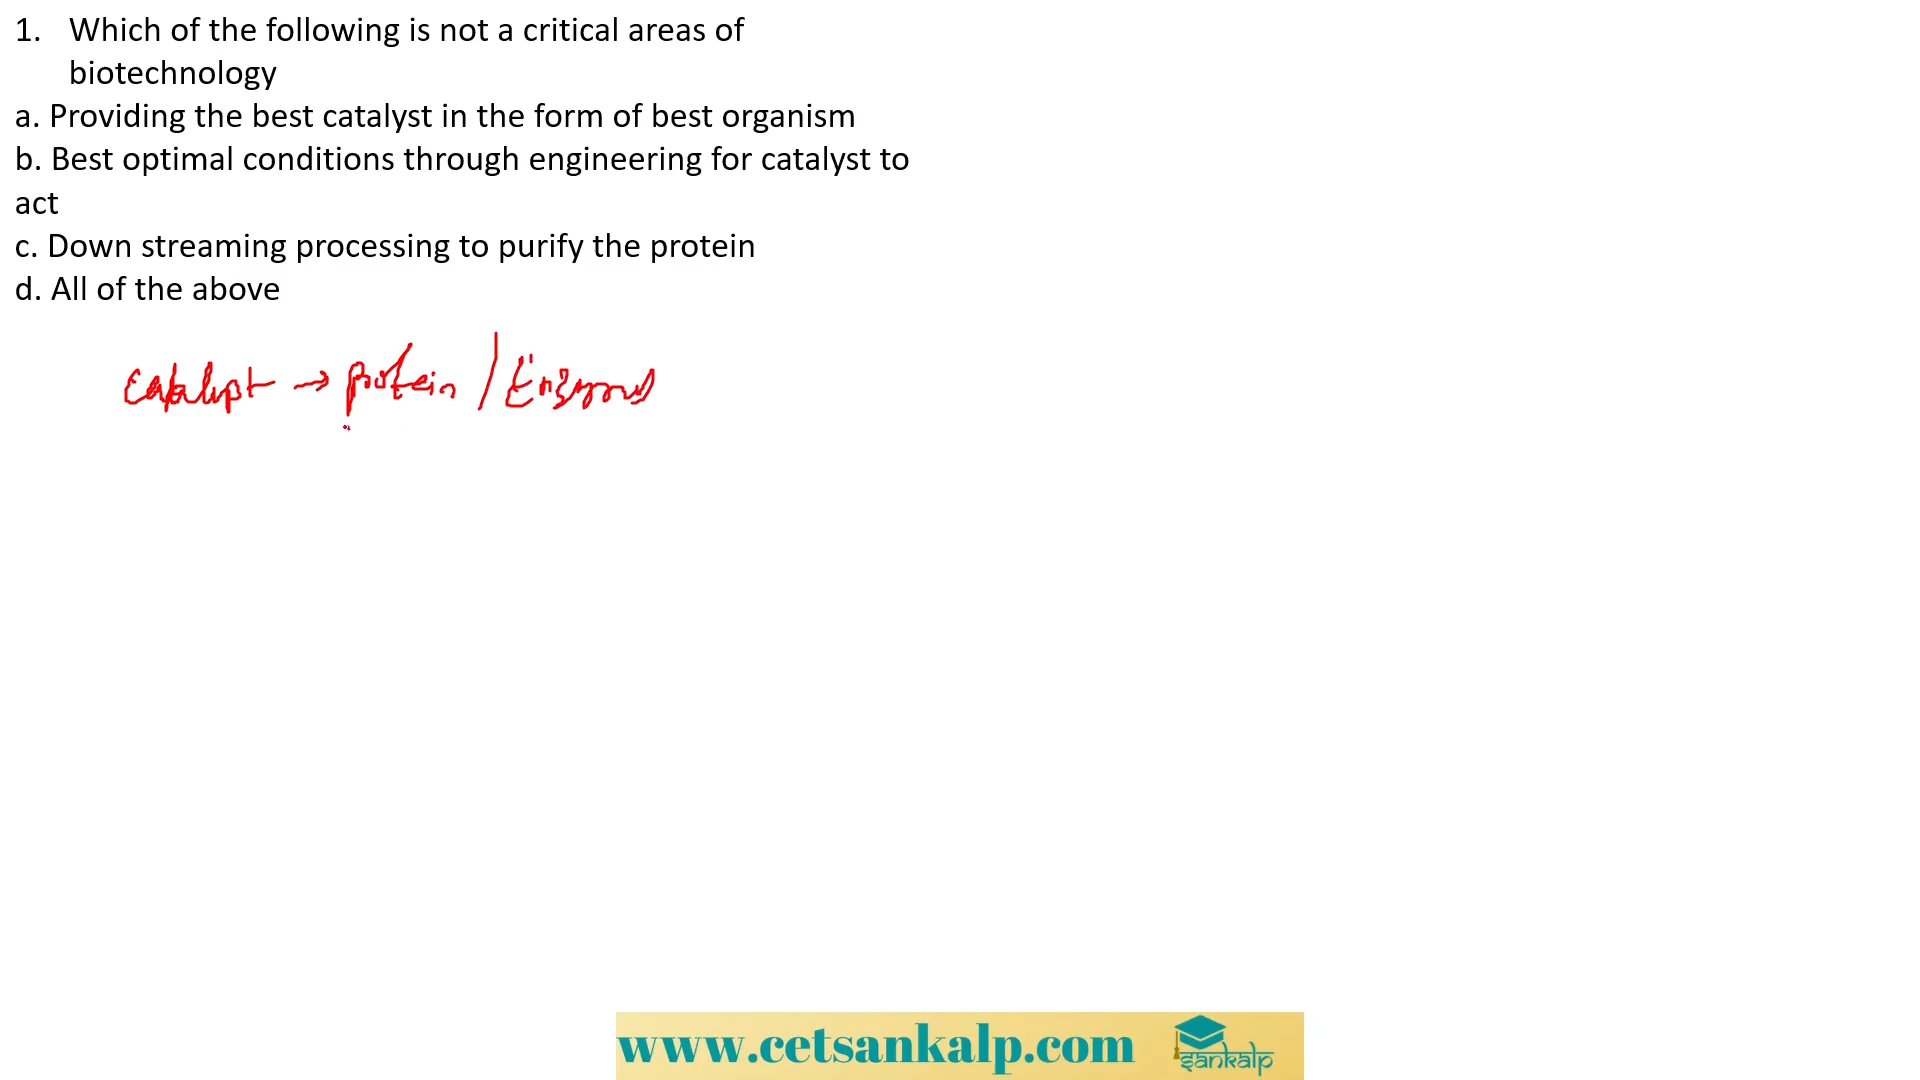 1. Which of the following is not a critical areas of
biotechnology
a. Providing the best catalyst in the form of best organism
b. Best optimal conditions through engineering for catalyst to
act
c. Down streaming processing to purify the protein
d. All of the above
catalyst → protein / Enzymes
www.cetsankalp.com
sankalp